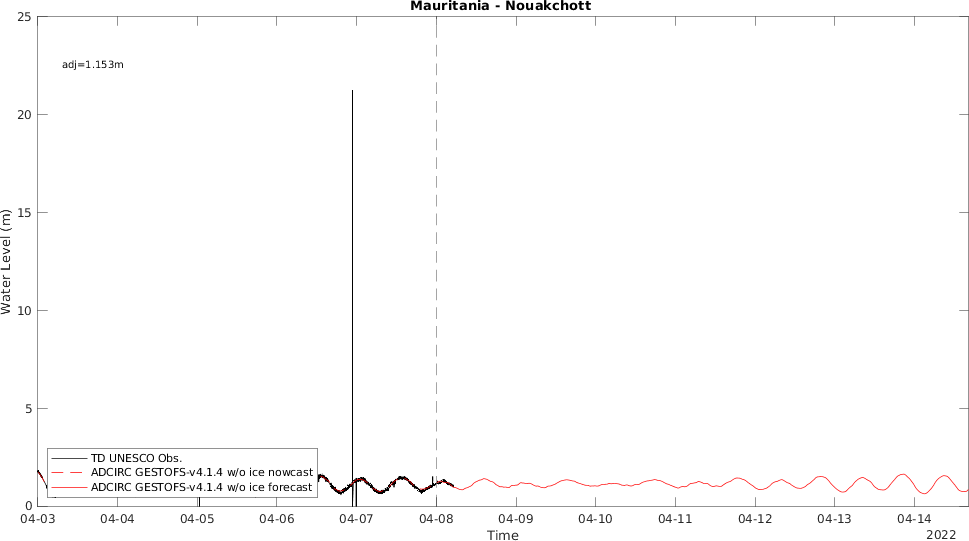 Mauritania - Nouakchott
25
adj=1.153m
20
15
Water Level (m)
10
5
TD UNESCO Obs.
ADCIRC GESTOFS-v4.1.4 w/o ice nowcast
ADCIRC GESTOFS-v4.1.4 w/o ice forecast
0
04-03 04-04 04-05 04-06 04-07 04-08 04-09 04-10 04-11 04-12 04-13 04-14
Time
2022